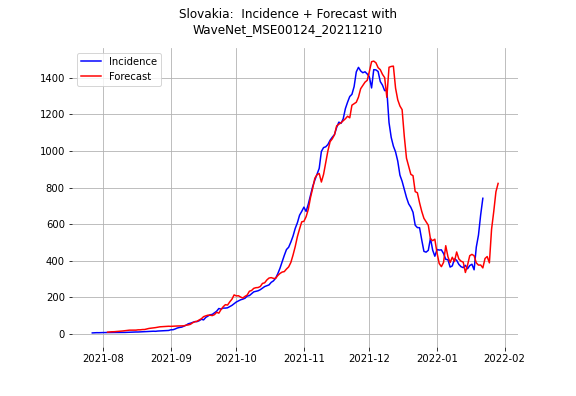 Slovakia:  Incidence + Forecast with
WaveNet_MSE00124_20211210
Incidence
Forecast
1400
1200
1000
800
600
400
200
0
2021-08 2021-09 2021-10 2021-11 2021-12 2022-01 2022-02